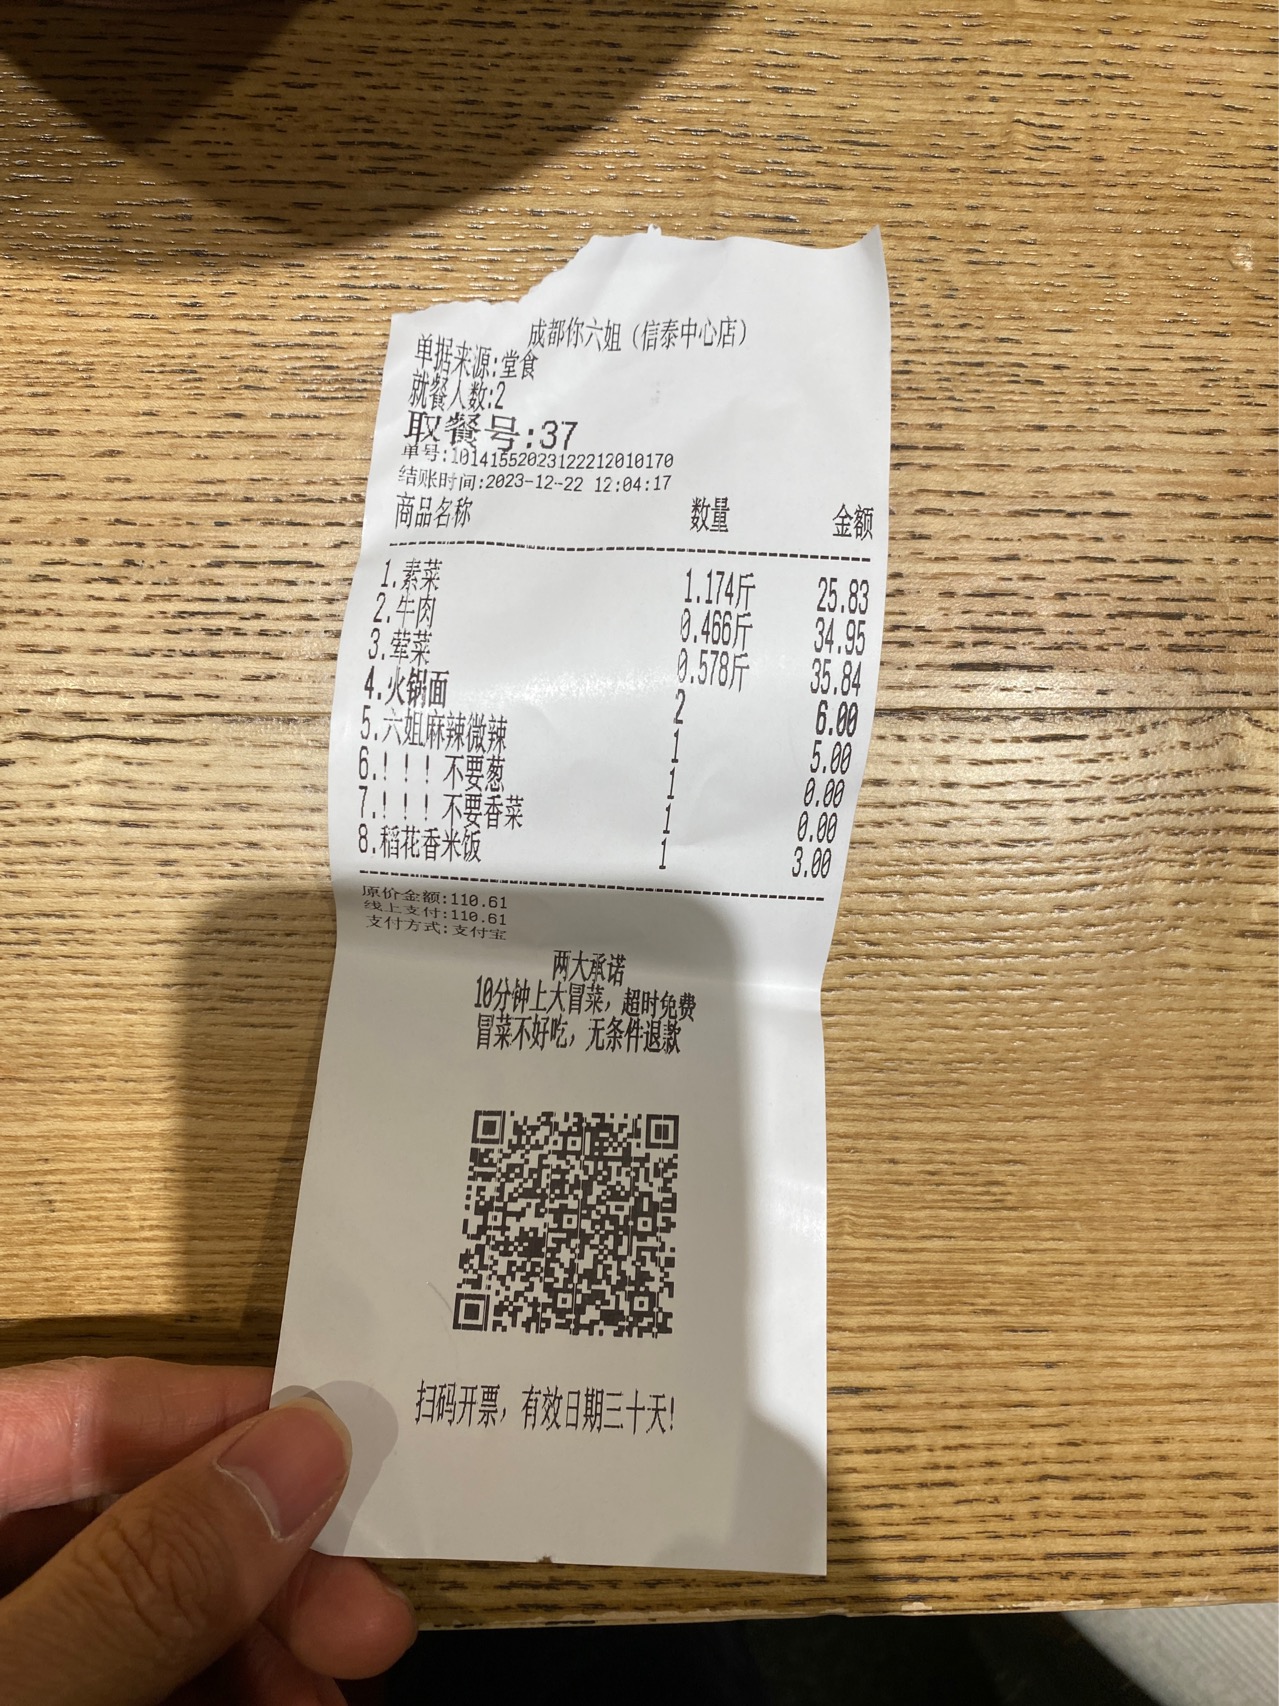 成都你六姐（信泰中心店）
单据来源:堂食
就餐人数:2
取餐号:37
单号:10141552023122212010170
结账时间:2023-12-22 12:04:17
商品名称 数量 金额
1.素菜 1.174斤 25.83
2.牛肉 0.466斤 34.95
3.荤菜 0.578斤 35.84
4.火锅面 2 6.00
5.六姐麻辣微辣 1 5.00
6.！！！不要葱 1 0.00
7.！！！不要香菜 1 0.00
8.稻花香米饭 1 3.00
原价金额:110.61
线上支付:110.61
支付方式:支付宝
两大承诺
10分钟上大冒菜，超时免费
冒菜不好吃，无条件退款
扫码开票，有效日期三十天!